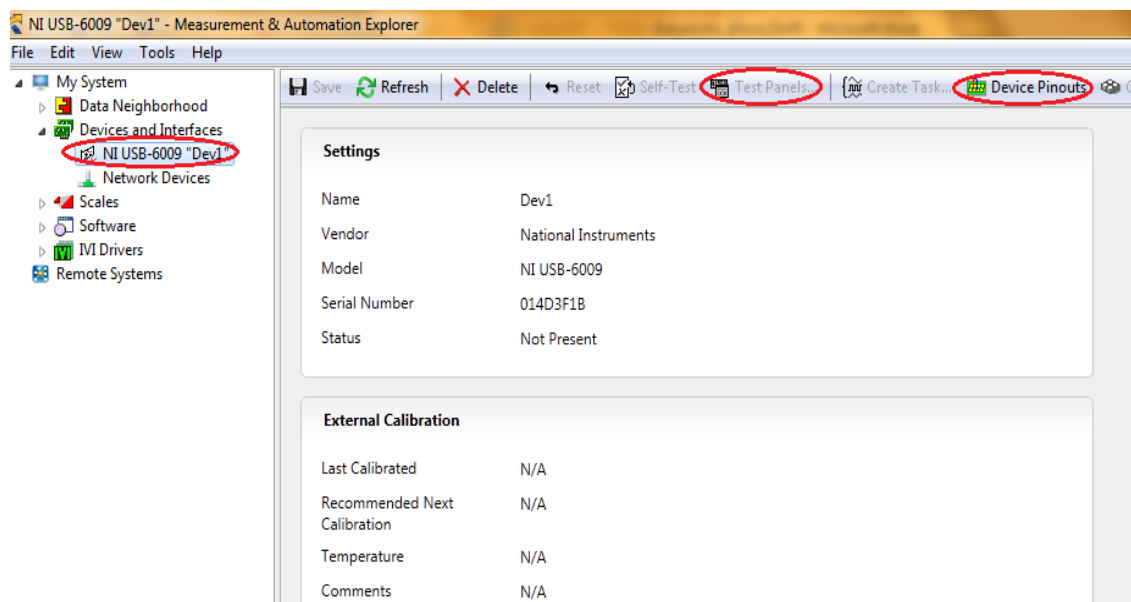 NI USB-6009 "Dev1" - Measurement & Automation Explorer
File Edit View Tools Help
My System
Data Neighborhood
Devices and Interfaces
NI USB-6009 "Dev1"
Network Devices
Scales
Software
IVI Drivers
Remote Systems
Save Refresh Delete Reset Self-Test Test Panels... Create Task... Device Pinouts
Settings
Name Dev1
Vendor National Instruments
Model NI USB-6009
Serial Number 014D3F1B
Status Not Present
External Calibration
Last Calibrated N/A
Recommended Next N/A
Calibration
Temperature N/A
Comments N/A